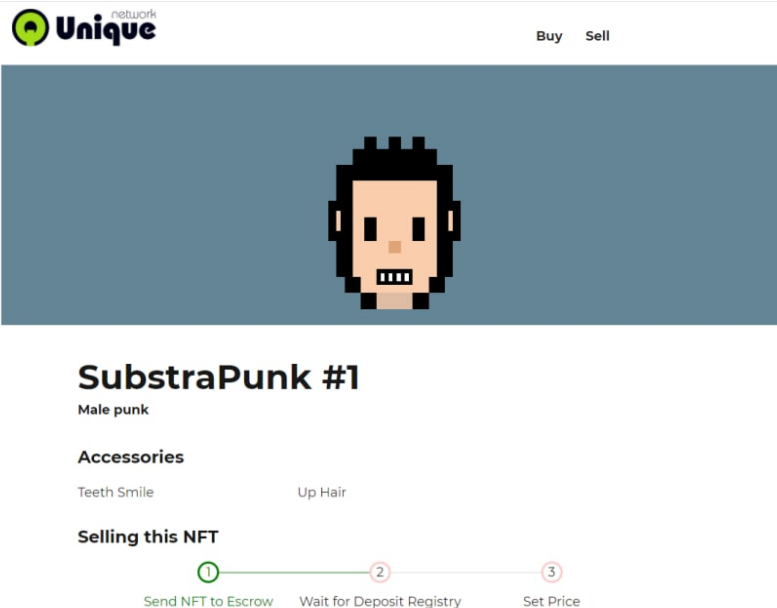 network
Unique
Buy Sell
SubstraPunk #1
Male punk
Accessories
Teeth Smile Up Hair
Selling this NFT
1 2 3
Send NFT to Escrow Wait for Deposit Registry Set Price